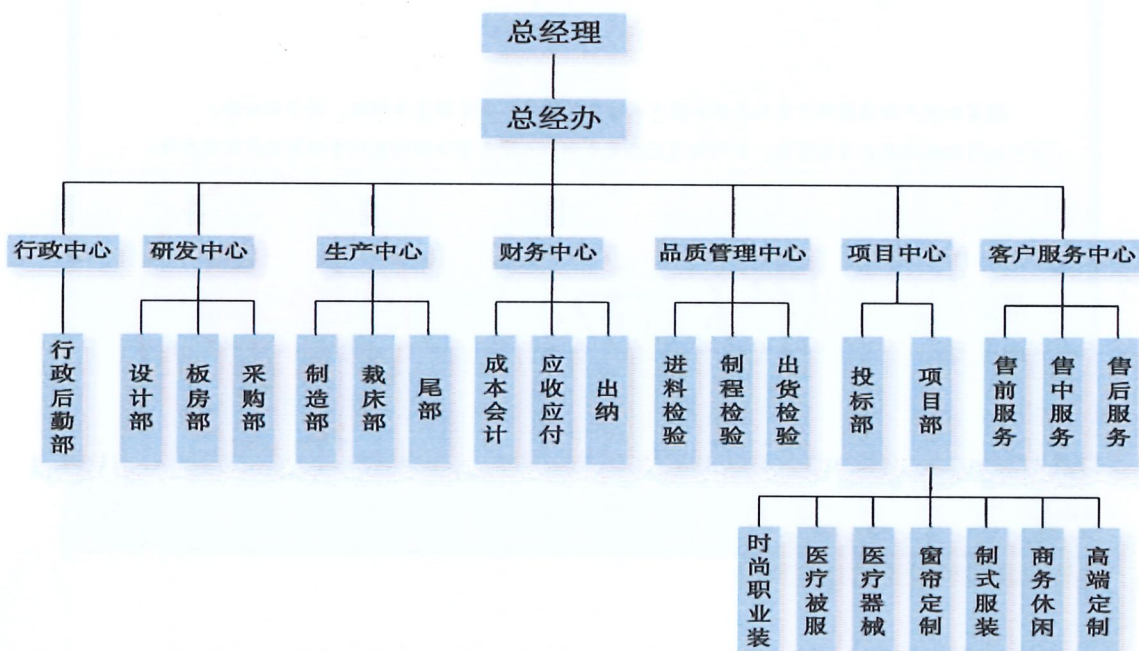 总经理
总经办
行政中心
研发中心
生产中心
财务中心
品质管理中心
项目中心
客户服务中心
行政后勤部
设计部
板房部
采购部
制造部
裁床部
尾部
成本会计
应收应付
出纳
进料检验
制程检验
出货检验
投标部
项目部
售前服务
售中服务
售后服务
时尚职业装
医疗被服
医疗器械
窗帘定制
制式服装
商务休闲
高端定制